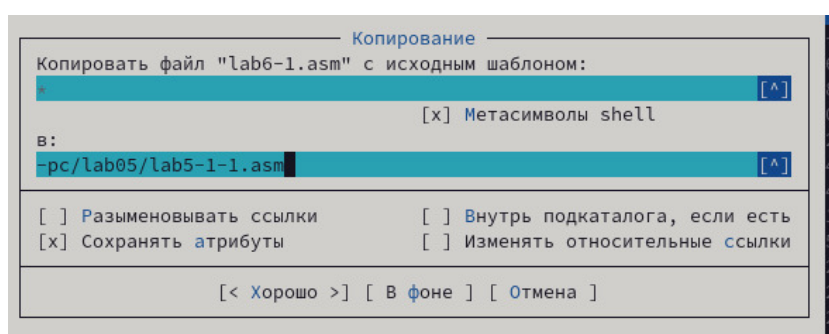 Копирование
Копировать файл "lab6-1.asm" с исходным шаблоном:
* [^]
[x] Метасимволы shell
в:
-pc/lab05/lab5-1-1.asm [^]
[ ] Разыменовывать ссылки [ ] Внутрь подкаталога, если есть
[x] Сохранять атрибуты [ ] Изменять относительные ссылки
[< Хорошо >] [ В фоне ] [ Отмена ]